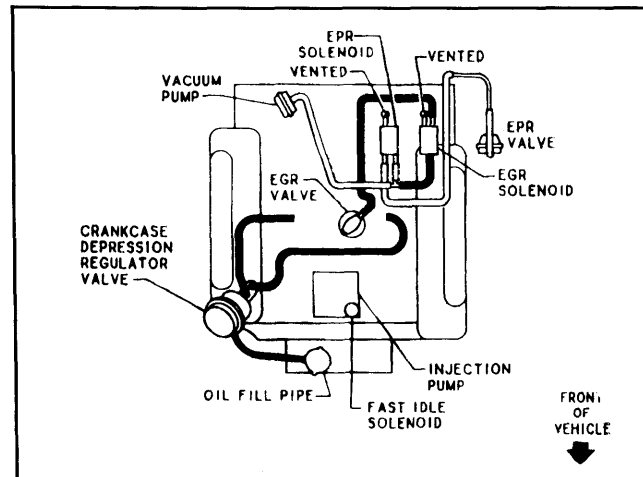 EPR
SOLENOID
VENTED
VENTED
VACUUM
PUMP
EPR
VALVE
EGR
SOLENOID
EGR
VALVE
CRANKCASE
DEPRESSION
REGULATOR
VALVE
INJECTION
PUMP
OIL FILL PIPE
FAST IDLE
SOLENOID
FRONT
OF
VEHICLE